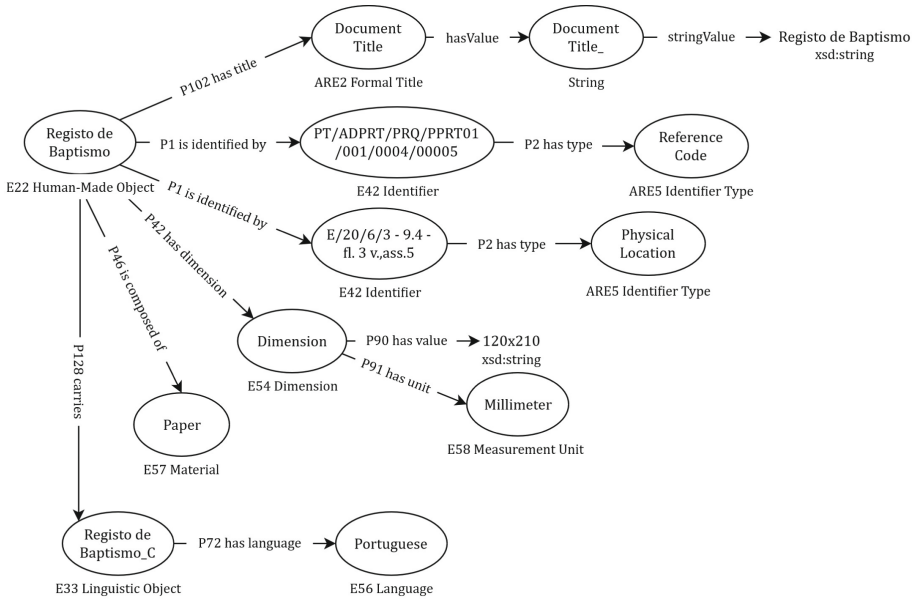 Document
Title
hasValue
Document
Title_
stringValue
Registo de Baptismo
xsd:string
P102 has title
ARE2 Formal Title
String
Registo de
Baptismo
P1 is identified by
PT/ADPRT/PRQ/PPRT01
/001/0004/00005
P2 has type
Reference
Code
E22 Human-Made Object
E42 Identifier
ARE5 Identifier Type
P1 is identified by
E/20/6/3 - 9.4 -
fl. 3 v.,ass.5
P2 has type
Physical
Location
E42 Identifier
ARE5 Identifier Type
P42 has dimension
P46 is composed of
P128 carries
Dimension
P90 has value
120x210
xsd:string
E54 Dimension
P91 has unit
Millimeter
E58 Measurement Unit
Paper
E57 Material
Registo de
Baptismo_C
P72 has language
Portuguese
E33 Linguistic Object
E56 Language